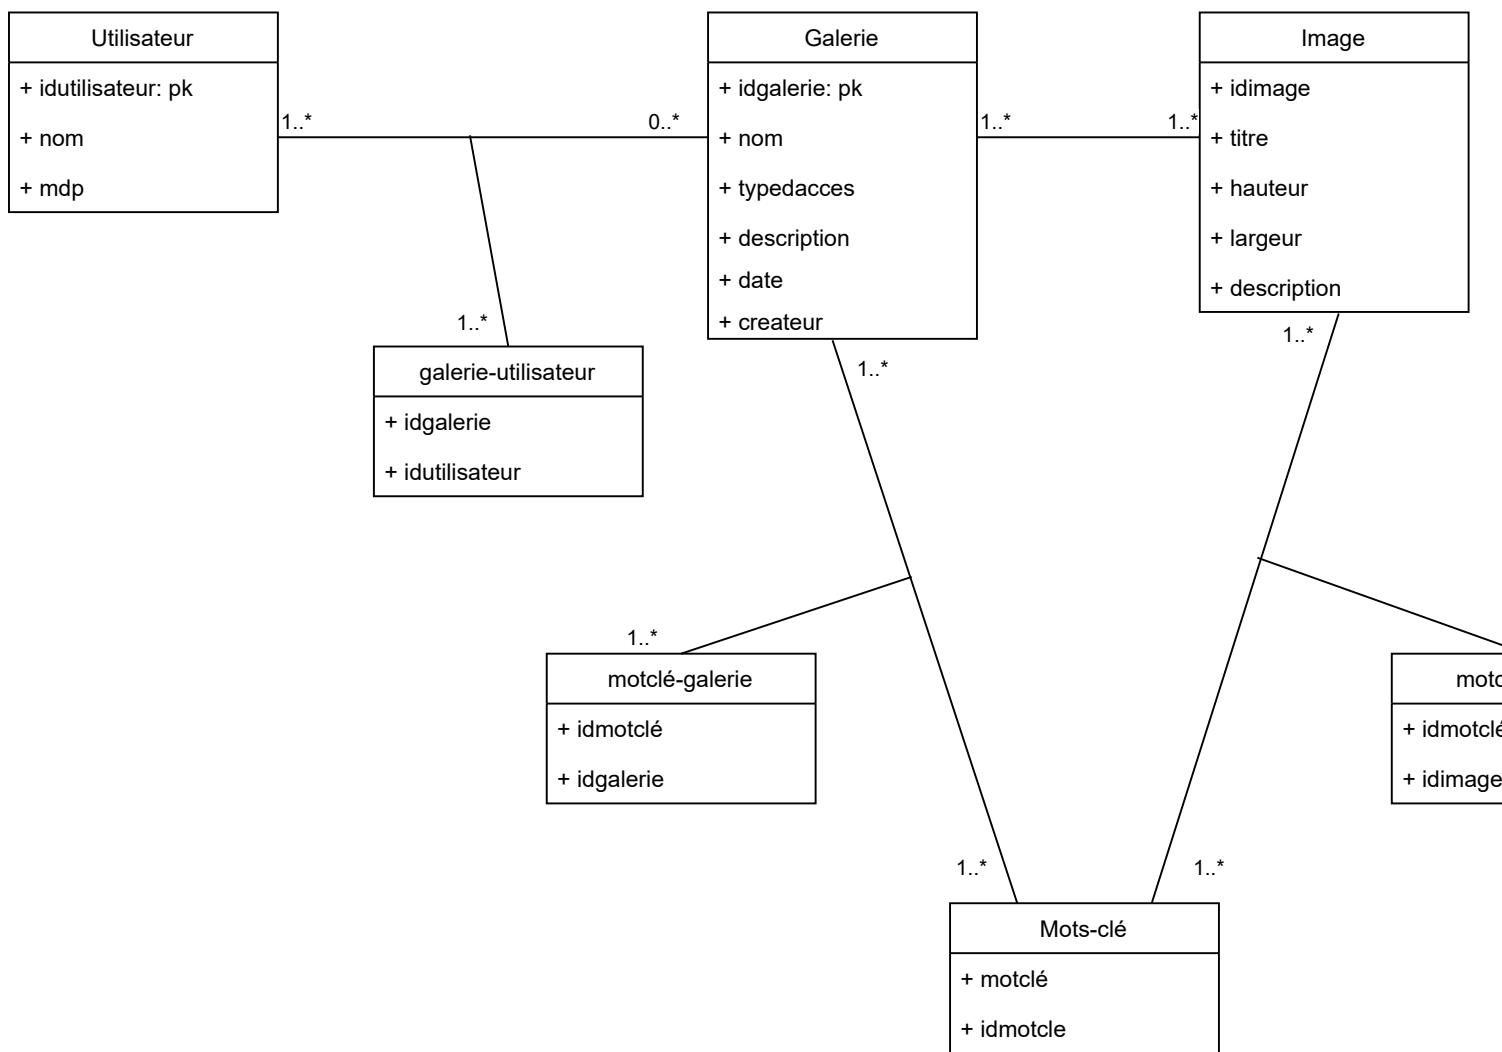 Utilisateur
+ idutilisateur: pk
+ nom
+ mdp
1..*
0..*
Galerie
+ idgalerie: pk
+ nom
+ typedacces
+ description
+ date
+ createur
1..*
1..*
Image
+ idimage
+ titre
+ hauteur
+ largeur
+ description
1..*
galerie-utilisateur
+ idgalerie
+ idutilisateur
1..*
1..*
1..*
motclé-galerie
+ idmotclé
+ idgalerie
+ idmotclé
+ idimage
1..*
1..*
Mots-clé
+ motclé
+ idmotcle